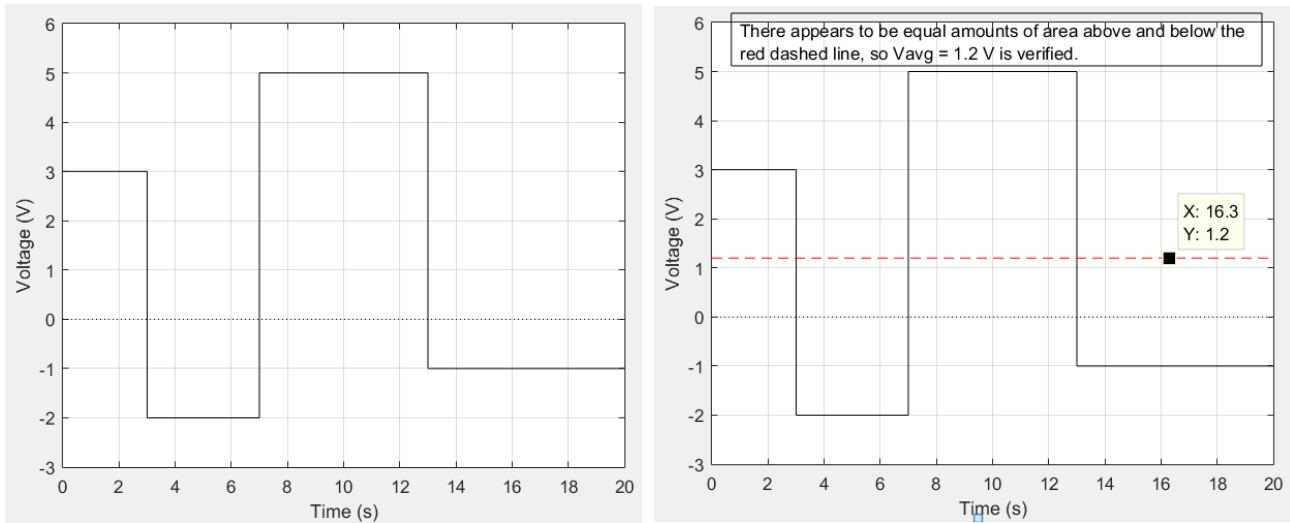 6
5
4
3
2
1
0
-1
-2
-3
Voltage (V)
0 2 4 6 8 10 12 14 16 18 20
Time (s)
There appears to be equal amounts of area above and below the
red dashed line, so Vavg = 1.2 V is verified.
6
5
4
3
2
1
0
-1
-2
-3
Voltage (V)
X: 16.3
Y: 1.2
0 2 4 6 8 10 12 14 16 18 20
Time (s)